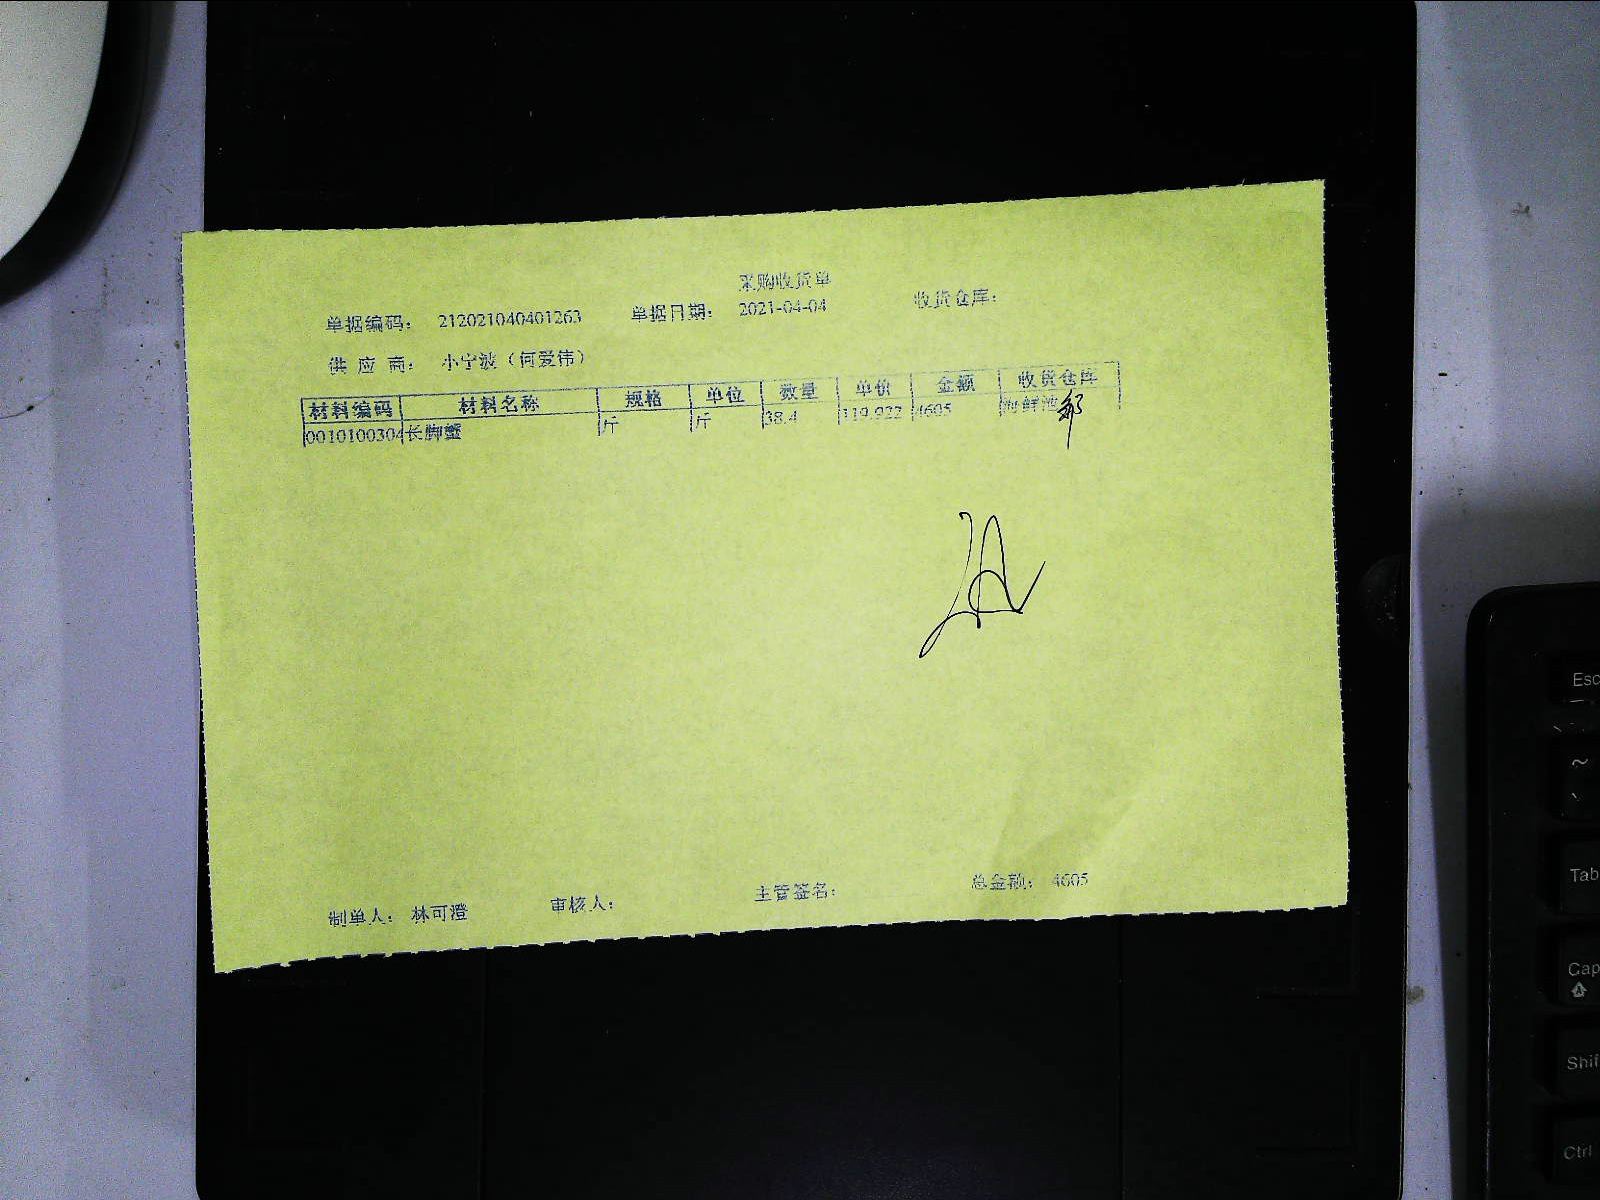 采购收货单
单据编码： 212021040401263 单据日期： 2021-04-04 收货仓库：
供 应 商： 小宁波（何爱伟）
材料编码 材料名称 规格 单位 数量 单价 金额 收货仓库
0010100304 长脚蟹 斤 斤 38.4 119.922 4605 海鲜池
制单人： 林可澄 审核人： 主管签名： 总金额： 4605
Esc
~
Tab
Cap
Shif
Ctrl